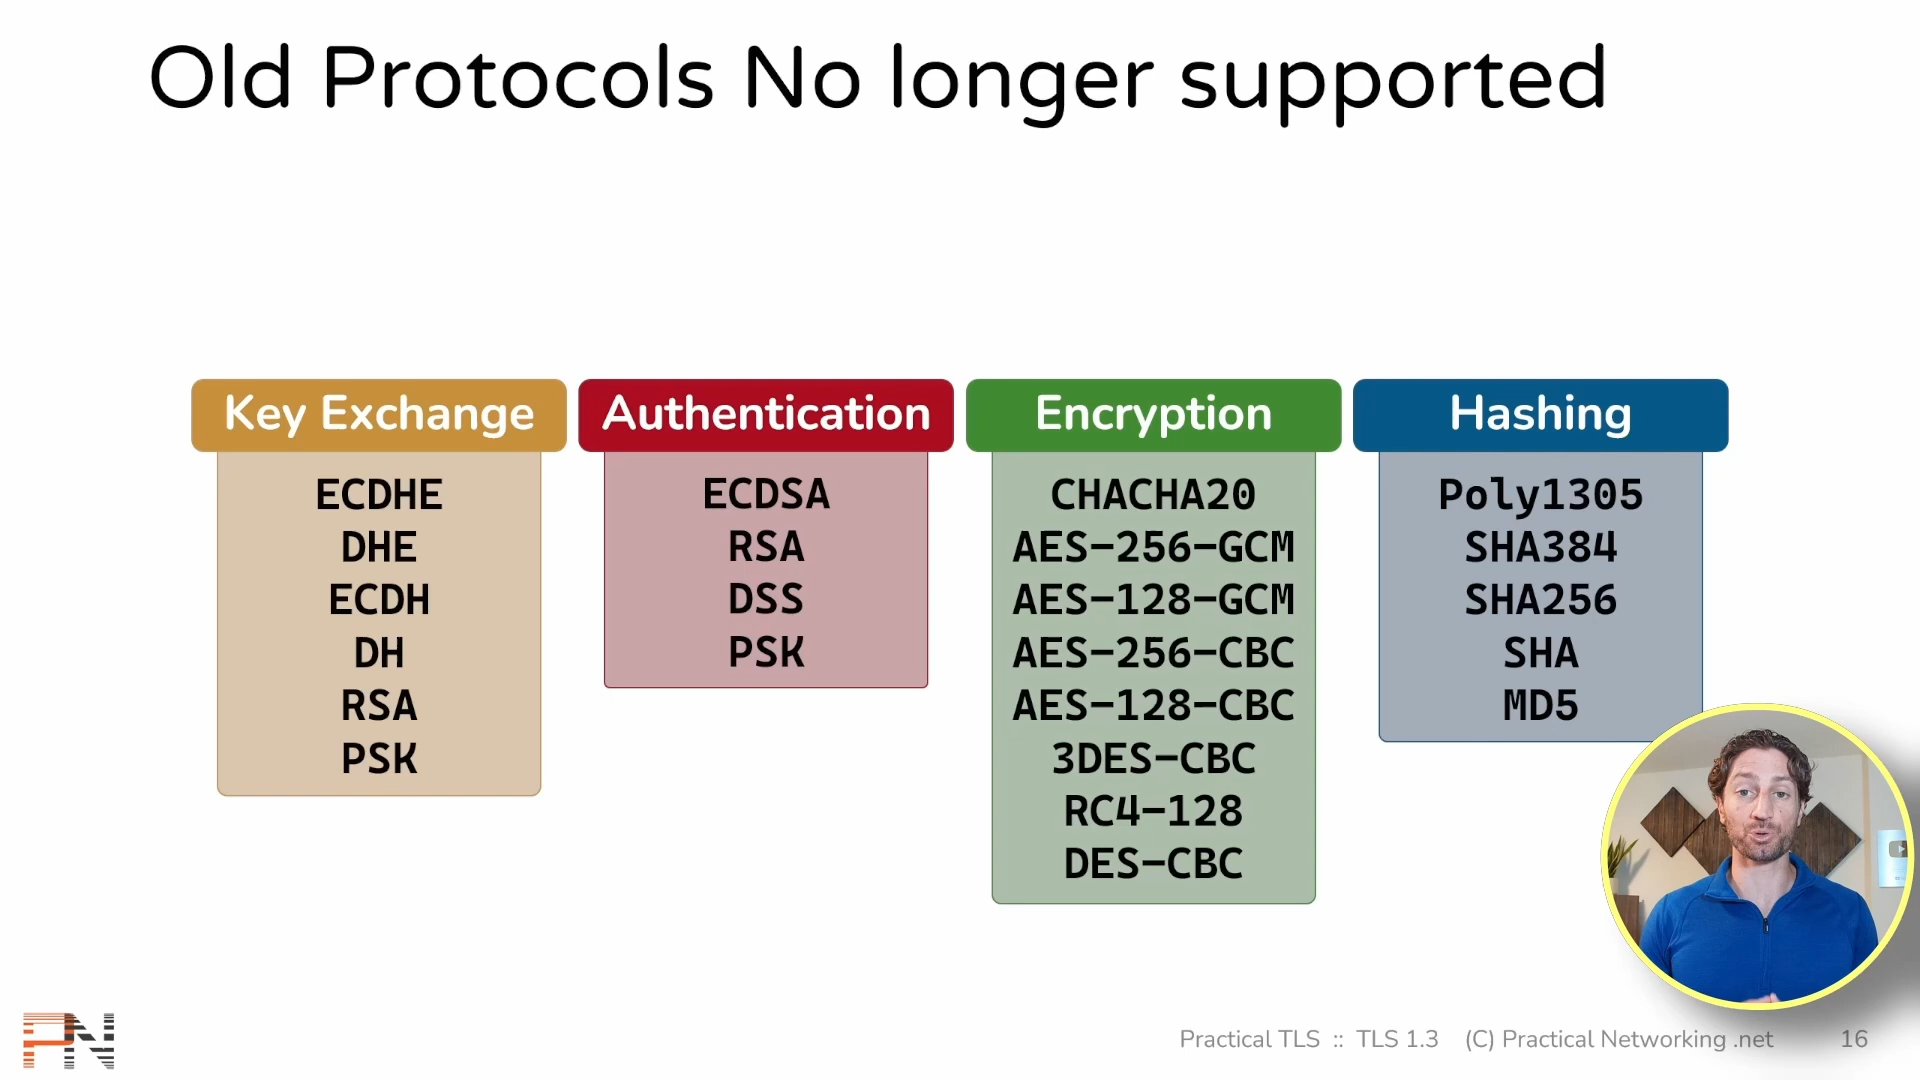 Old Protocols No longer supported
Key Exchange
ECDHE
DHE
ECDH
DH
RSA
PSK
Authentication
ECDSA
RSA
DSS
PSK
Encryption
CHACHA20
AES-256-GCM
AES-128-GCM
AES-256-CBC
AES-128-CBC
3DES-CBC
RC4-128
DES-CBC
Hashing
Poly1305
SHA384
SHA256
SHA
MD5
PN
Practical TLS :: TLS 1.3 (C) Practical Networking .net 16